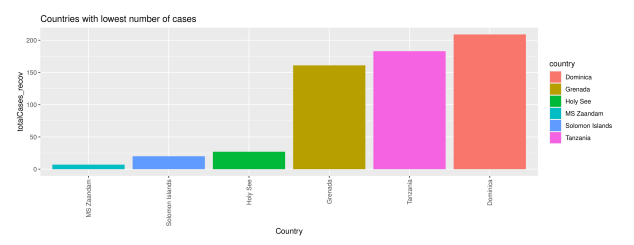 Countries with lowest number of cases
totalCases_recov
200
150
100
50
0
MS Zaandam
Solomon Islands
Holy See
Grenada
Tanzania
Dominica
Country
country
Dominica
Grenada
Holy See
MS Zaandam
Solomon Islands
Tanzania